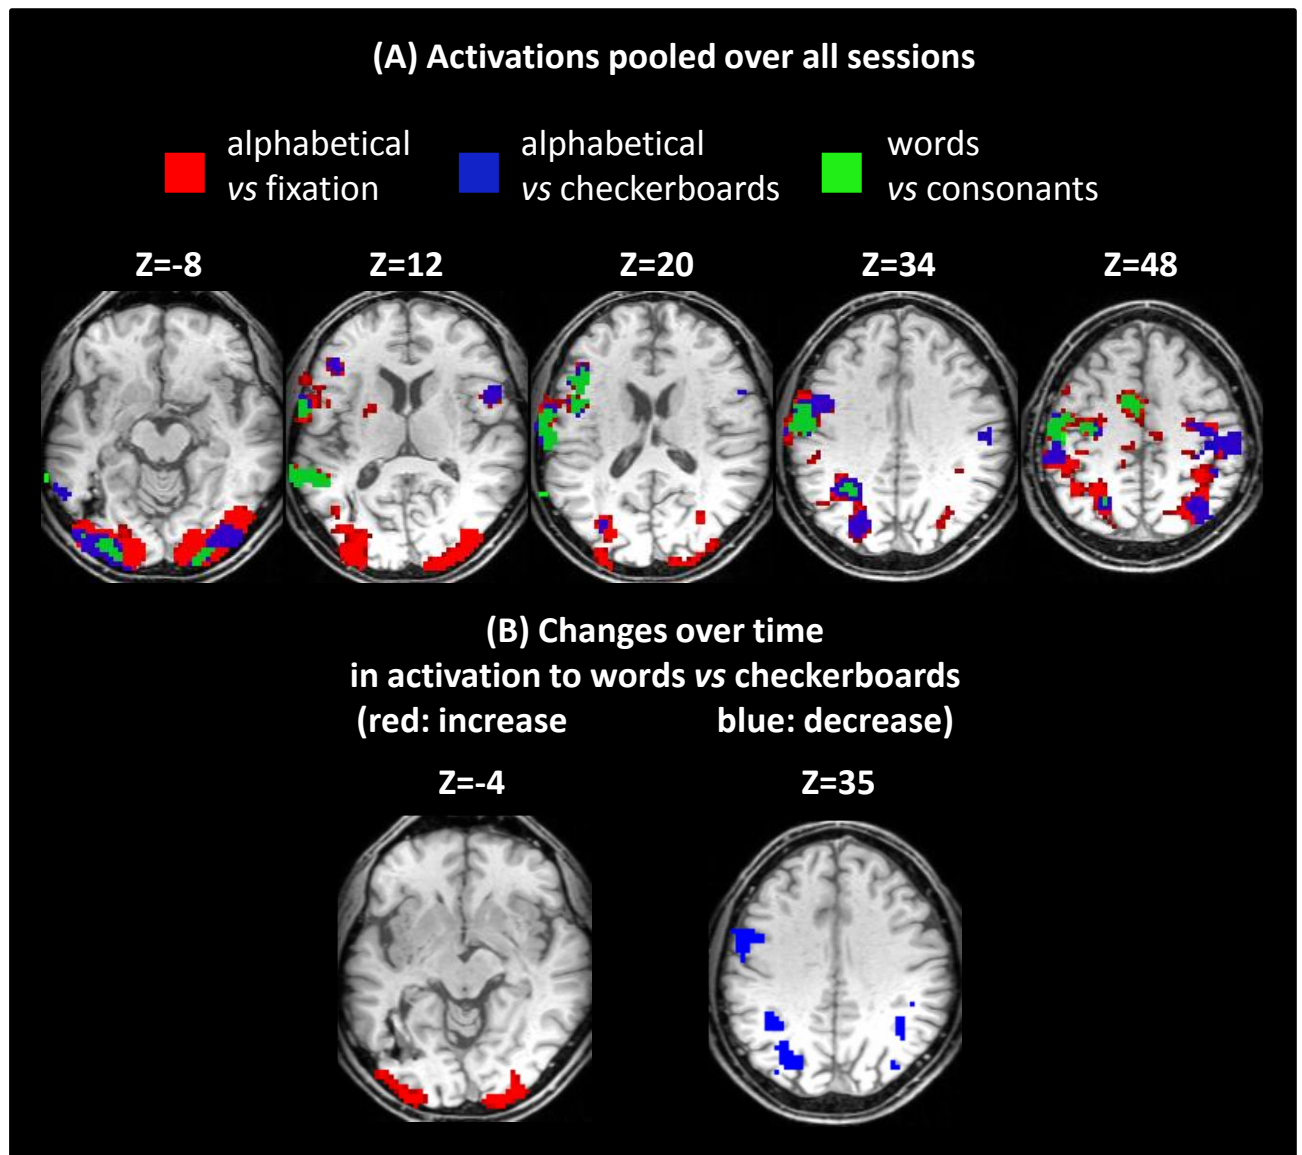 (A) Activations pooled over all sessions
alphabetical
vs fixation
alphabetical
vs checkerboards
words
vs consonants
Z=-8
Z=12
Z=20
Z=34
Z=48
(B) Changes over time
in activation to words vs checkerboards
(red: increase
blue: decrease)
Z=-4
Z=35